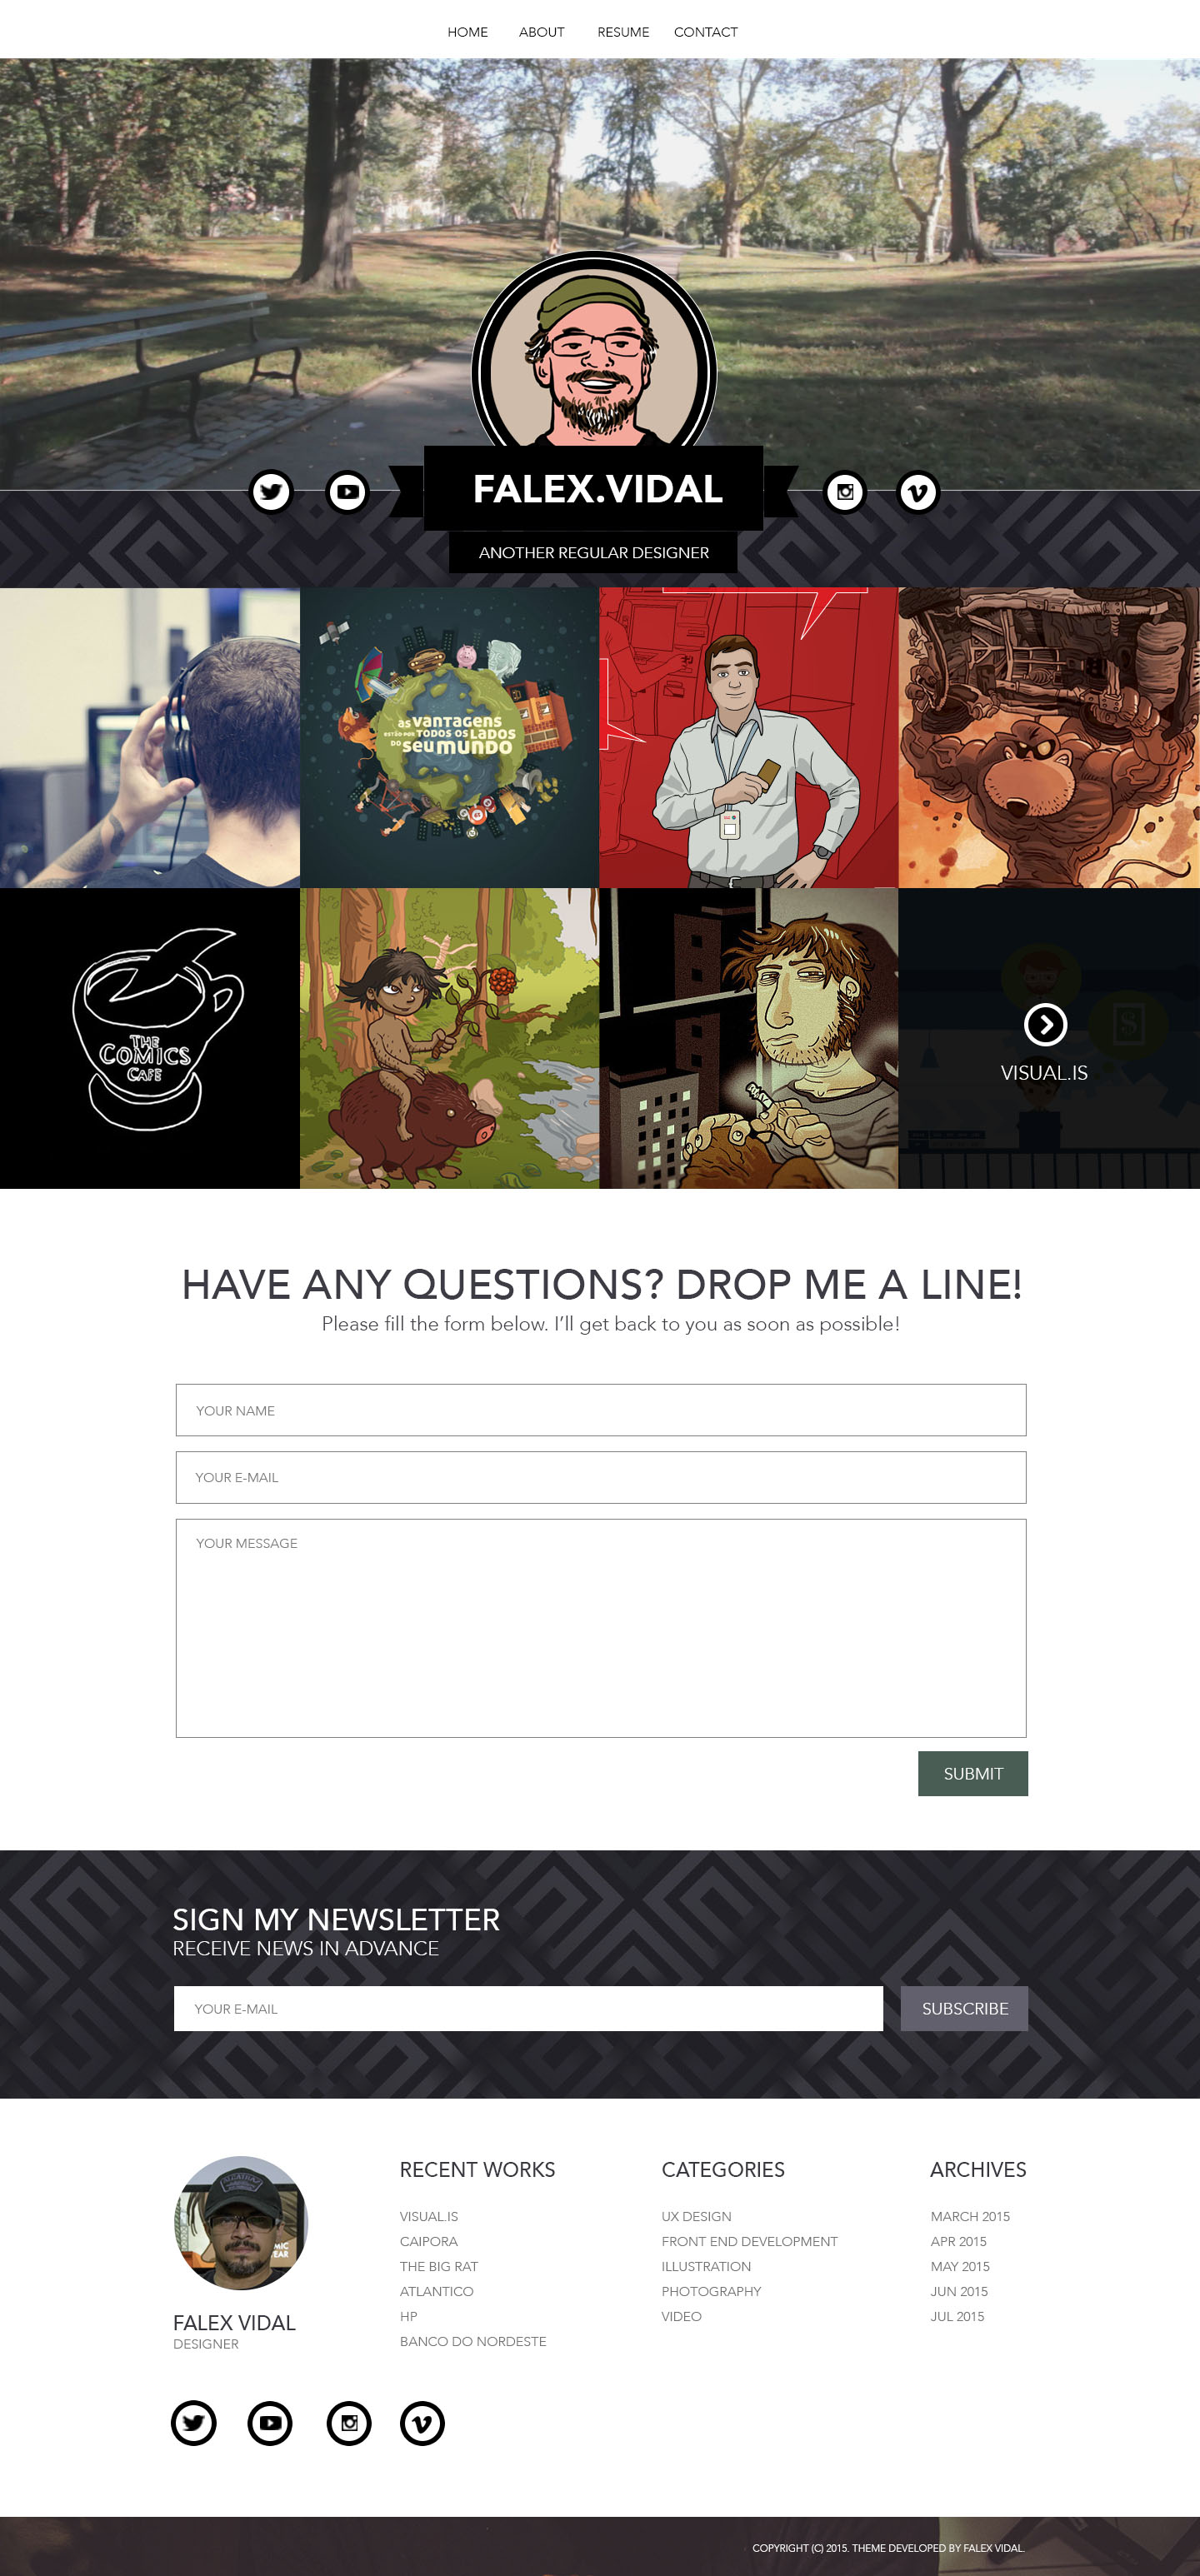 HOME ABOUT RESUME CONTACT
FALEX.VIDAL
ANOTHER REGULAR DESIGNER
as vantagens
estão por todos os lados
do seu mundo
THE
COMICS
CAFE
VISUAL.IS
HAVE ANY QUESTIONS? DROP ME A LINE!
Please fill the form below. I'll get back to you as soon as possible!
YOUR NAME
YOUR E-MAIL
YOUR MESSAGE
SUBMIT
SIGN MY NEWSLETTER
RECEIVE NEWS IN ADVANCE
YOUR E-MAIL
SUBSCRIBE
FALEX VIDAL
DESIGNER
RECENT WORKS
VISUAL.IS
CAIPORA
THE BIG RAT
ATLANTICO
HP
BANCO DO NORDESTE
CATEGORIES
UX DESIGN
FRONT END DEVELOPMENT
ILLUSTRATION
PHOTOGRAPHY
VIDEO
ARCHIVES
MARCH 2015
APR 2015
MAY 2015
JUN 2015
JUL 2015
COPYRIGHT (C) 2015. THEME DEVELOPED BY FALEX VIDAL.